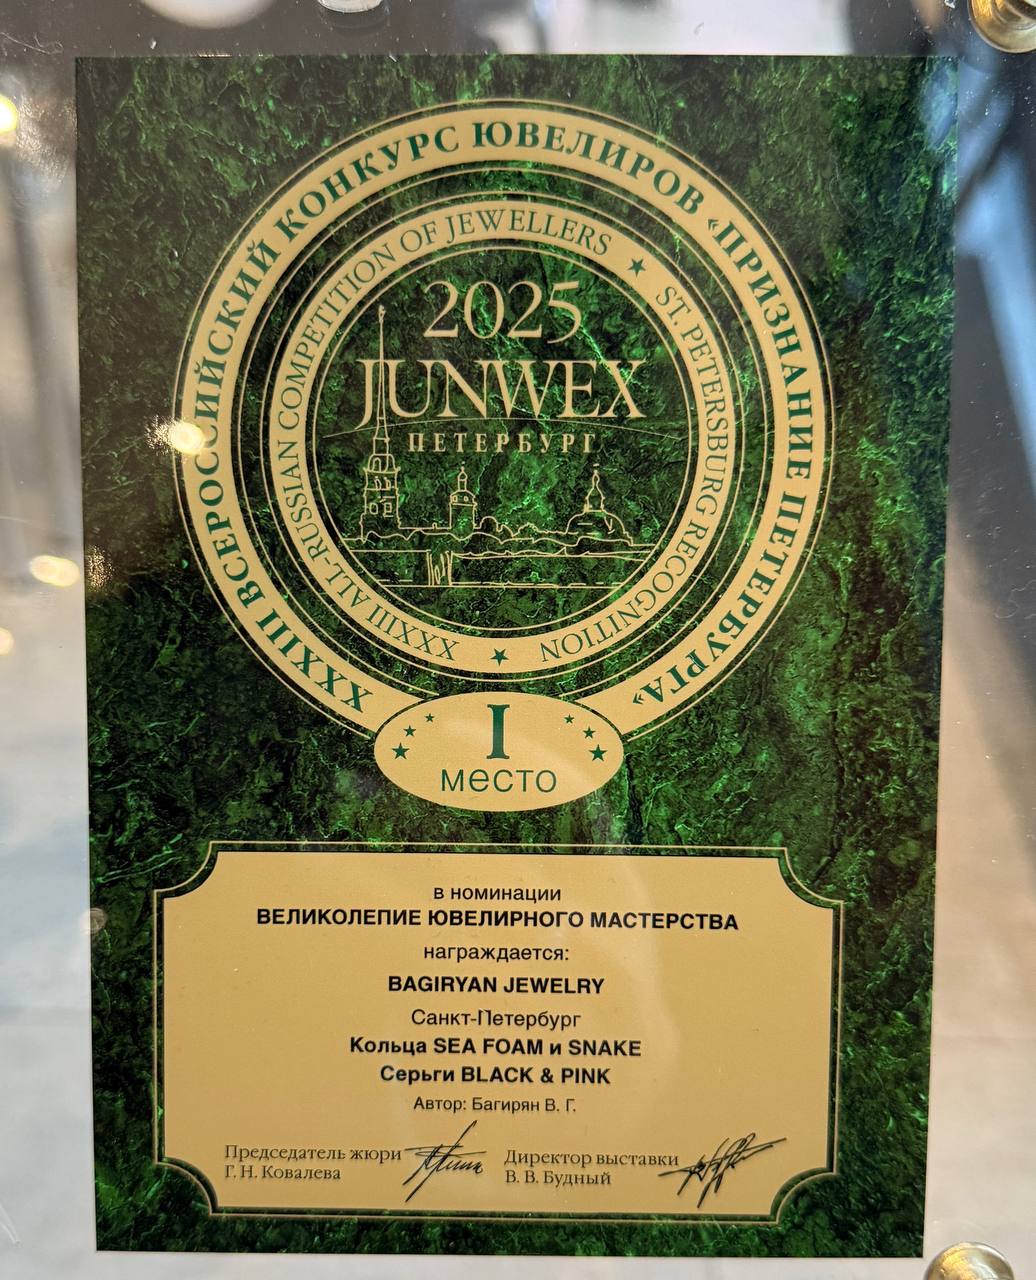 XXXIII ВСЕРОССИЙСКИЙ КОНКУРС ЮВЕЛИРОВ «ПРИЗНАНИЕ ПЕТЕРБУРГА»
XXXIII ALL-RUSSIAN COMPETITION OF JEWELLERS ★ ST. PETERSBURG RECOGNITION ★
2025
JUNWEX
ПЕТЕРБУРГ
I
место
в номинации
ВЕЛИКОЛЕПИЕ ЮВЕЛИРНОГО МАСТЕРСТВА
награждается:
BAGIRYAN JEWELRY
Санкт-Петербург
Кольца SEA FOAM и SNAKE
Серьги BLACK & PINK
Автор: Багирян В. Г.
Председатель жюри
Г. Н. Ковалева
Директор выставки
В. В. Будный